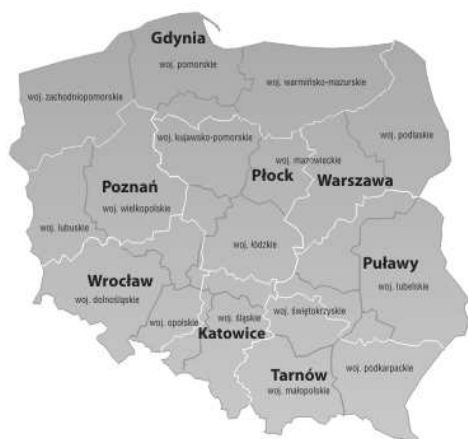 Gdynia
woj. pomorskie
woj. zachodniopomorskie
woj. warmińsko-mazurskie
woj. kujawsko-pomorskie
woj. podlaskie
woj. mazowieckie
Płock
Warszawa
Poznań
woj. wielkopolskie
woj. lubuskie
woj. łódzkie
Puławy
woj. lubelskie
Wrocław
woj. dolnośląskie
woj. opolskie
woj. śląskie
Katowice
woj. świętokrzyskie
Tarnów
woj. małopolskie
woj. podkarpackie